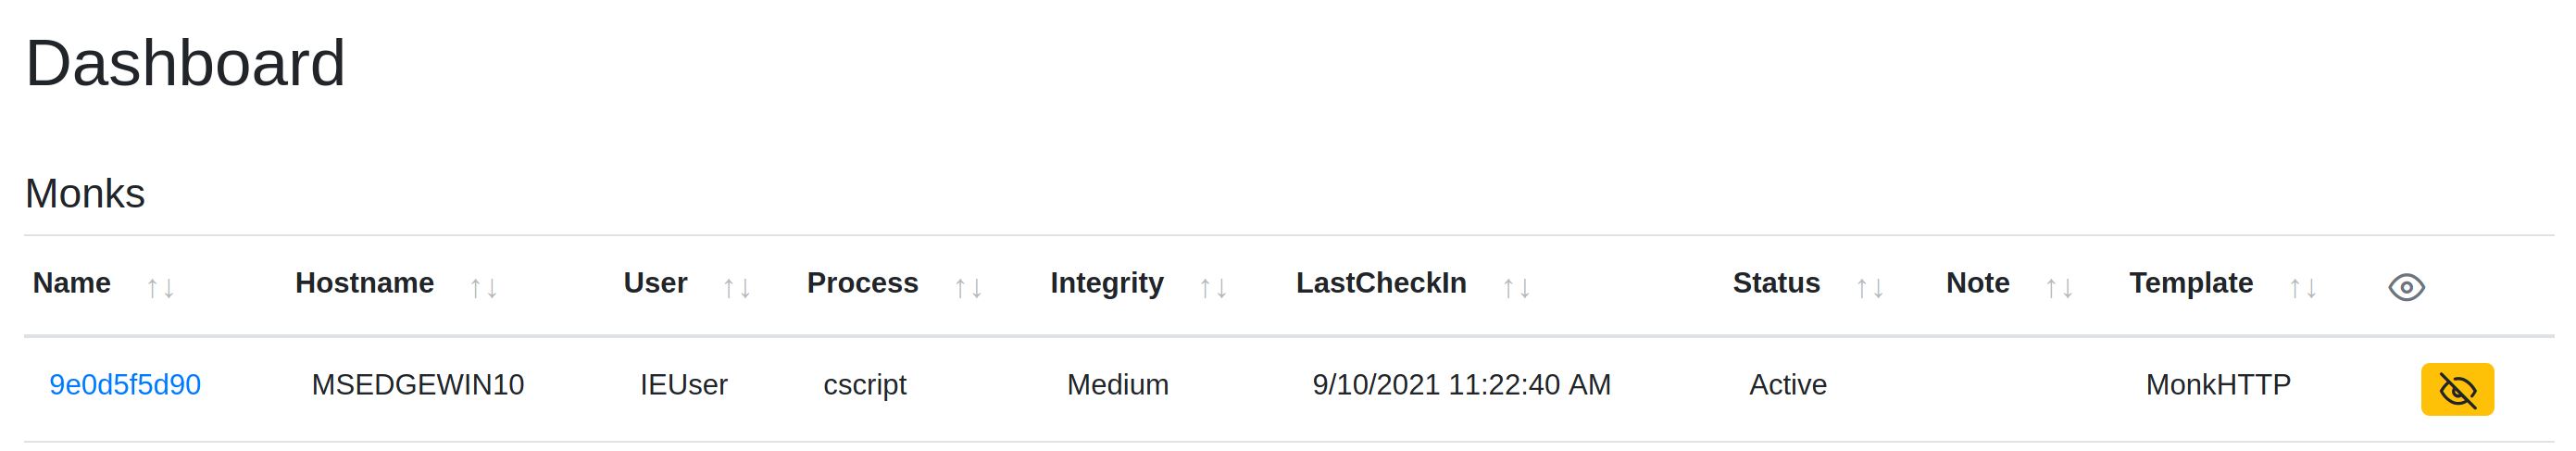 Dashboard
Monks
Name ↑↓ Hostname ↑↓ User ↑↓ Process ↑↓ Integrity ↑↓ LastCheckIn ↑↓ Status ↑↓ Note ↑↓ Template ↑↓
9e0d5f5d90 MSEDGEWIN10 IEUser cscript Medium 9/10/2021 11:22:40 AM Active MonkHTTP